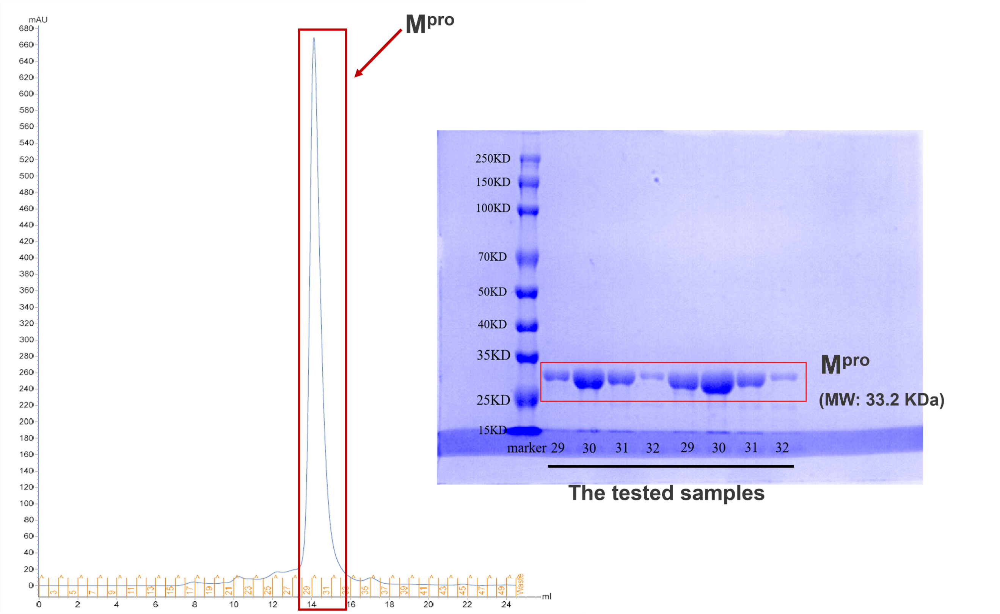 mAU
680
660
640
620
600
580
560
540
520
500
480
460
440
420
400
380
360
340
320
300
280
260
240
220
200
180
160
140
120
100
80
60
40
20
0
3 5 7 9 11 13 15 17 19 21 23 25 27 29 31 33 35 37 39 41 43 45 47 49 Waste
0 2 4 6 8 10 12 14 16 18 20 22 24 ml
Mpro
250KD
150KD
100KD
70KD
50KD
40KD
35KD
25KD
15KD
marker 29 30 31 32 29 30 31 32
The tested samples
Mpro
(MW: 33.2 KDa)